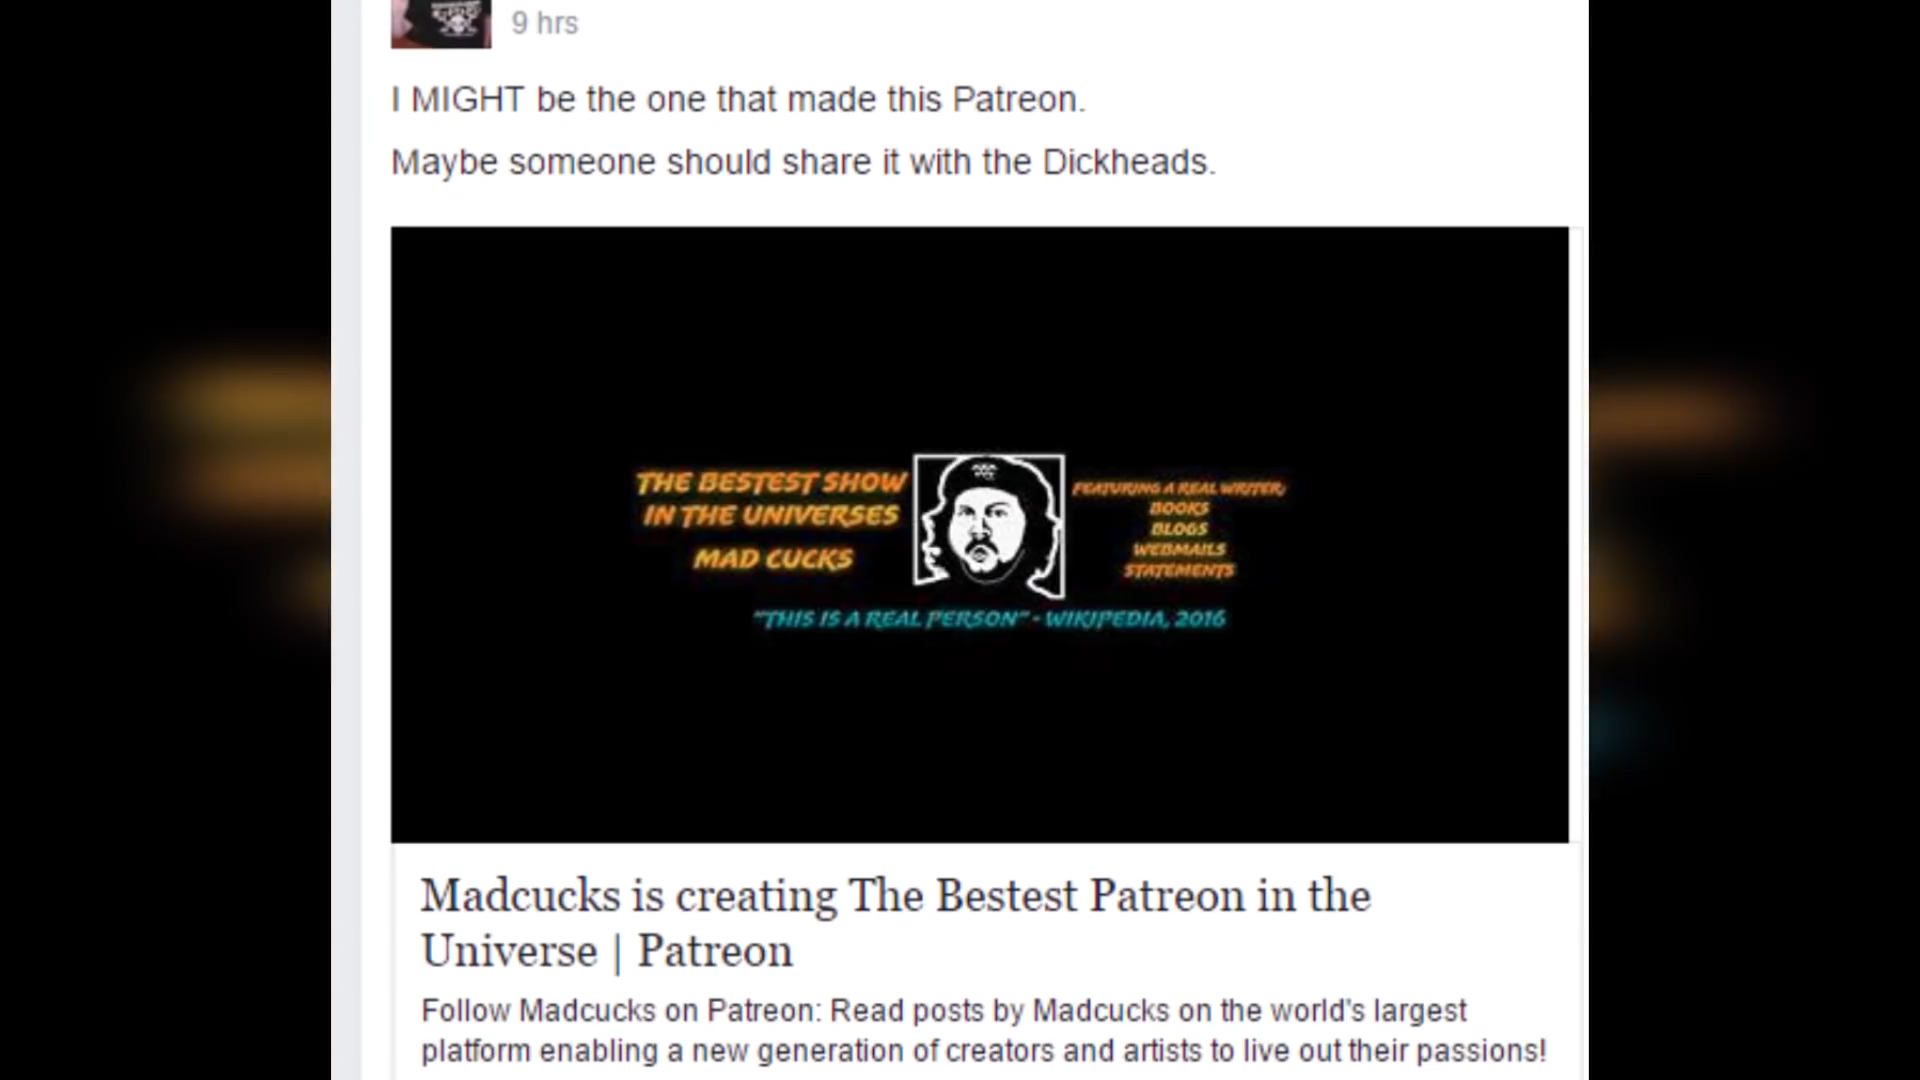 9 hrs
I MIGHT be the one that made this Patreon.
Maybe someone should share it with the Dickheads.
THE BESTEST SHOW
IN THE UNIVERSES
MAD CUCKS
FEATURING A REAL WRITER:
BOOKS
BLOGS
WEBMAILS
STATEMENTS
"THIS IS A REAL PERSON" - WIKIPEDIA, 2016
Madcucks is creating The Bestest Patreon in the
Universe | Patreon
Follow Madcucks on Patreon: Read posts by Madcucks on the world's largest
platform enabling a new generation of creators and artists to live out their passions!